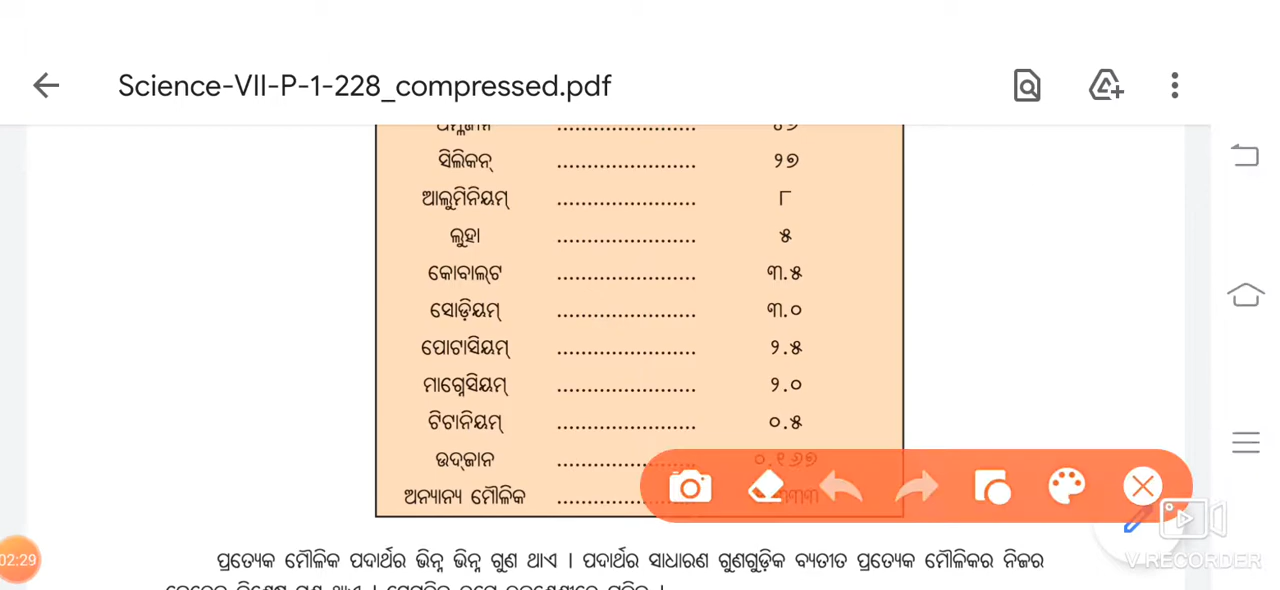 Science-VII-P-1-228_compressed.pdf
ସିଲିକନ୍ ....................... ୨୭
ଆଲୁମିନିୟମ୍ ....................... ୮
ଲୁହା ....................... ୫
କୋବାଲ୍ଟ ....................... ୩.୫
ସୋଡ଼ିୟମ୍ ....................... ୩.୦
ପୋଟାସିୟମ୍ ....................... ୨.୫
ମାଗ୍ନେସିୟମ୍ ....................... ୨.୦
ଟିଟାନିୟମ୍ ....................... ୦.୫
ଉଦ୍‌ଜାନ ....................... ୦.୧୬୭
ଅନ୍ୟାନ୍ୟ ମୌଳିକ .......................
ପ୍ରତ୍ୟେକ ମୌଳିକ ପଦାର୍ଥର ଭିନ୍ନ ଭିନ୍ନ ଗୁଣ ଥାଏ । ପଦାର୍ଥର ସାଧାରଣ ଗୁଣଗୁଡ଼ିକ ବ୍ୟତୀତ ପ୍ରତ୍ୟେକ ମୌଳିକର ନିଜର
02:29
V RECORDER